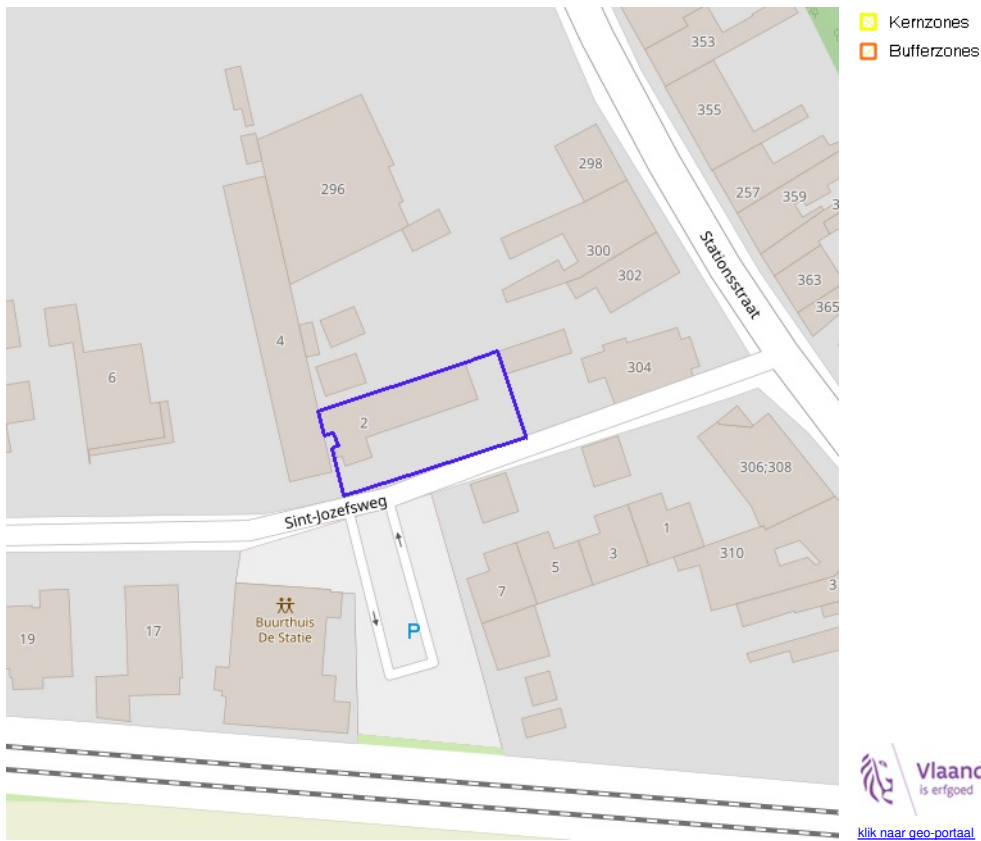 Kernzones
Bufferzones
353
355
298
296
257
359
300
Stationsstraat
302
363
365
4
304
6
2
306;308
Sint-Jozefsweg
1
310
3
5
7
Buurthuis
De Statie
P
17
19
Vlaand
is erfgoed
klik naar geo-portaal